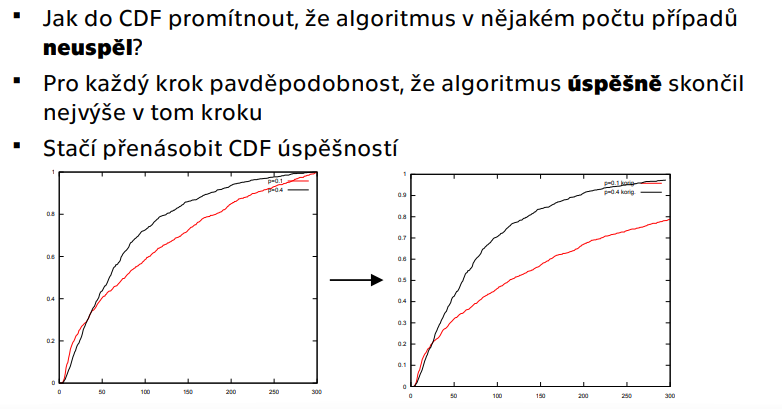 Jak do CDF promítnout, že algoritmus v nějakém počtu případů
neuspěl?
Pro každý krok pavděpodobnost, že algoritmus úspěšně skončil
nejvýše v tom kroku
Stačí přenásobit CDF úspěšností
1
0.8
0.6
0.4
0.2
0
0 50 100 150 200 250 300
p=0.1
p=0.4
1
0.9
0.8
0.7
0.6
0.5
0.4
0.3
0.2
0.1
0
0 50 100 150 200 250 300
p=0.1 korig.
p=0.4 korig.